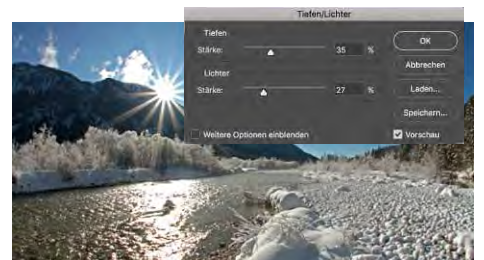 Tiefen/Lichter
Tiefen
Stärke: 35 %
Lichter
Stärke: 27 %
Weitere Optionen einblenden
OK
Abbrechen
Laden...
Speichern...
Vorschau